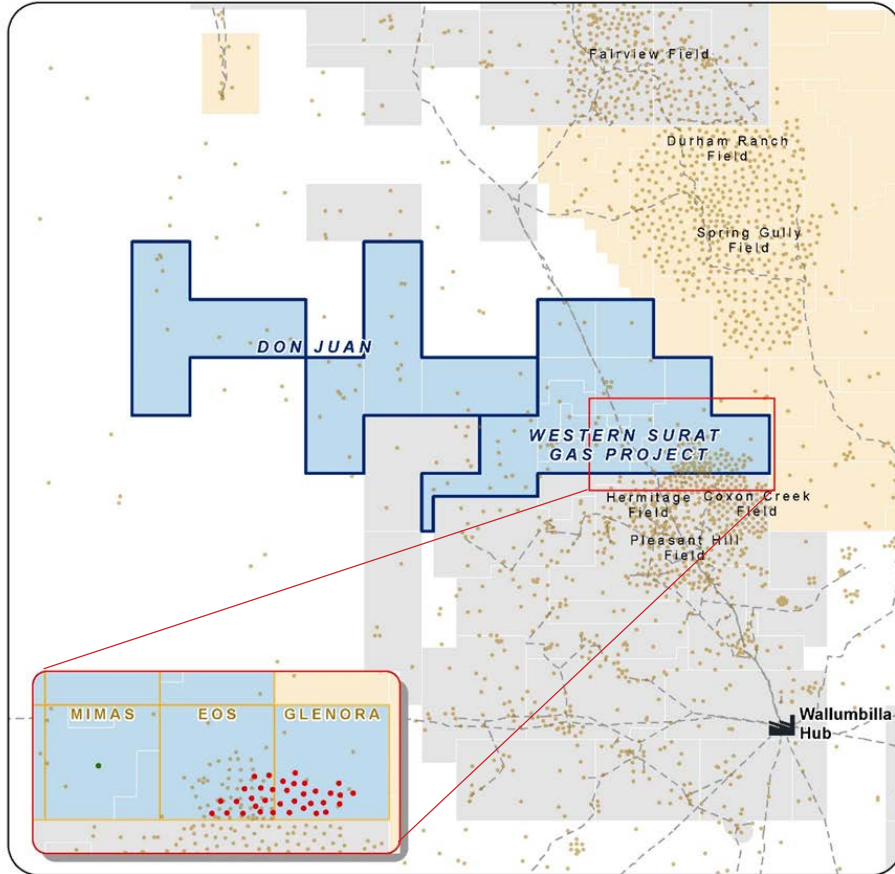 Fairview Field
Durham Ranch
Field
Spring Gully
Field
DON JUAN
WESTERN SURAT
GAS PROJECT
Hermitage
Field
Coxon Creek
Field
Pleasant Hill
Field
MIMAS
EOS
GLENORA
Wallumbilla
Hub